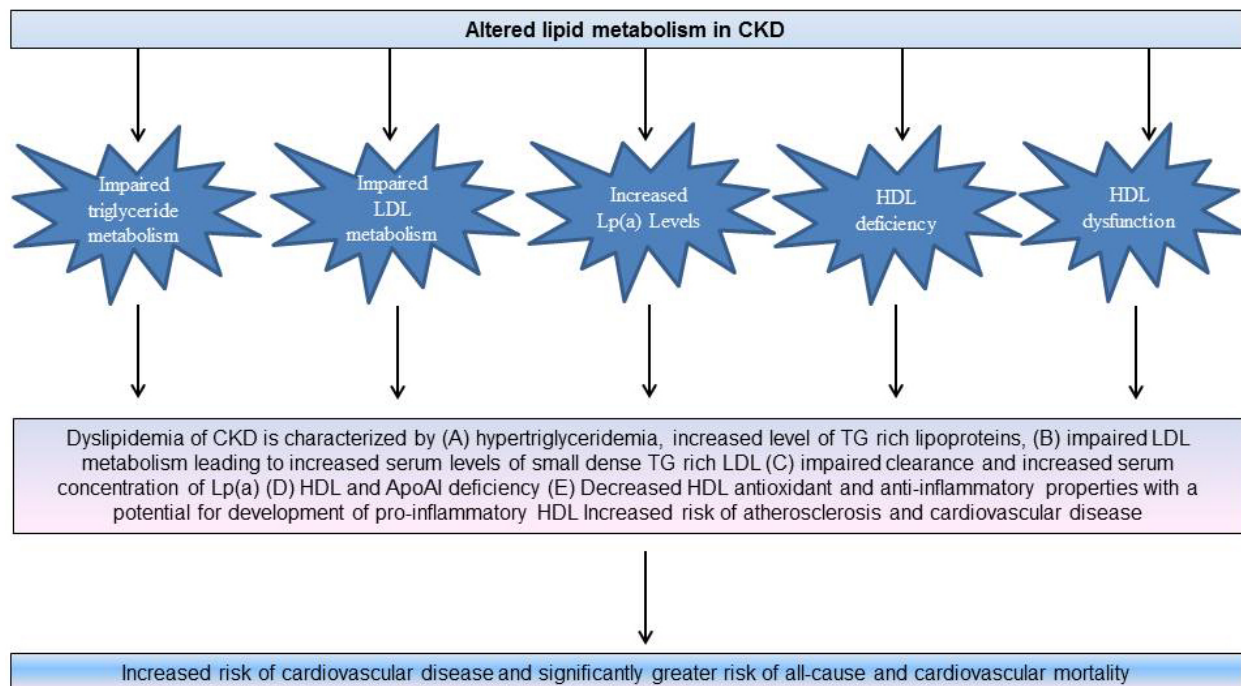 Altered lipid metabolism in CKD
Impaired
triglyceride
metabolism
Impaired
LDL
metabolism
Increased
Lp(a) Levels
HDL
deficiency
HDL
dysfunction
Dyslipidemia of CKD is characterized by (A) hypertriglyceridemia, increased level of TG rich lipoproteins, (B) impaired LDL
metabolism leading to increased serum levels of small dense TG rich LDL (C) impaired clearance and increased serum
concentration of Lp(a) (D) HDL and ApoAI deficiency (E) Decreased HDL antioxidant and anti-inflammatory properties with a
potential for development of pro-inflammatory HDL Increased risk of atherosclerosis and cardiovascular disease
Increased risk of cardiovascular disease and significantly greater risk of all-cause and cardiovascular mortality